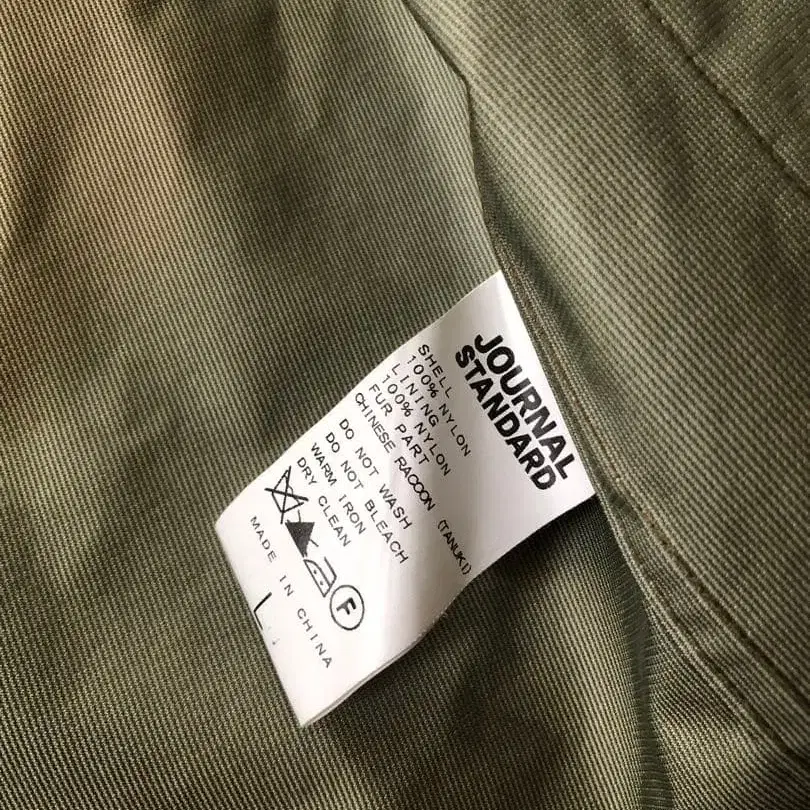 JOURNAL
STANDARD
SHELL
100% NYLON
LINING
100% NYLON
FUR PART
CHINESE RACOON (TANUKI)
DO NOT WASH
DO NOT BLEACH
WARM IRON
DRY CLEAN
F
MADE IN CHINA
L